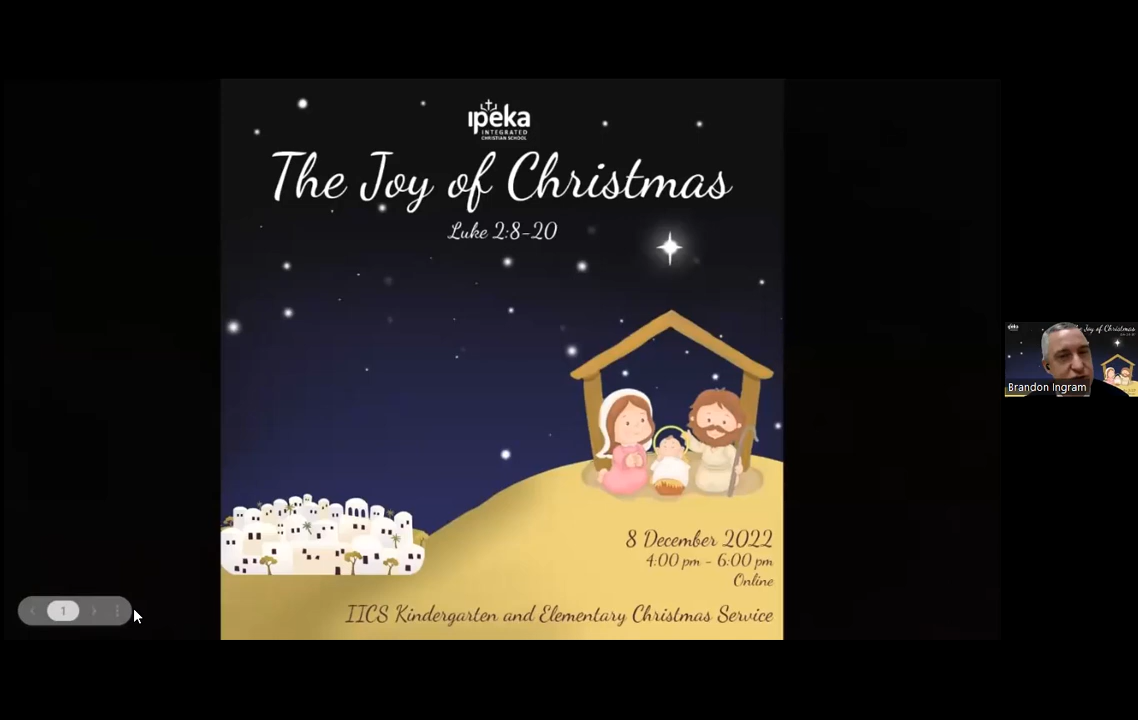 ıpeka
INTEGRATED
CHRISTIAN SCHOOL
The Joy of Christmas
Luke 2:8-20
8 December 2022
4:00 pm - 6:00 pm
Online
IICS Kindergarten and Elementary Christmas Service
1
Brandon Ingram